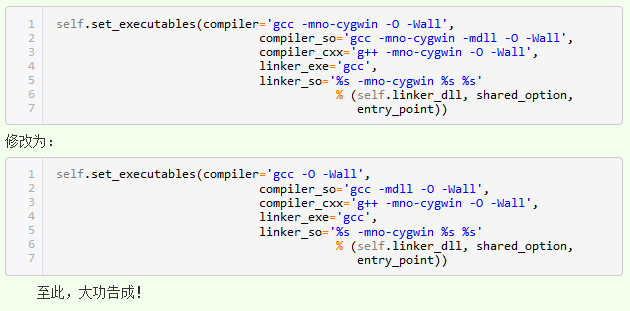 1 self.set_executables(compiler='gcc -mno-cygwin -O -Wall',
2 compiler_so='gcc -mno-cygwin -mdll -O -Wall',
3 compiler_cxx='g++ -mno-cygwin -O -Wall',
4 linker_exe='gcc',
5 linker_so='%s -mno-cygwin %s %s'
6 % (self.linker_dll, shared_option,
7 entry_point))
修改为：
1 self.set_executables(compiler='gcc -O -Wall',
2 compiler_so='gcc -mdll -O -Wall',
3 compiler_cxx='g++ -mno-cygwin -O -Wall',
4 linker_exe='gcc',
5 linker_so='%s -mno-cygwin %s %s'
6 % (self.linker_dll, shared_option,
7 entry_point))
至此，大功告成！